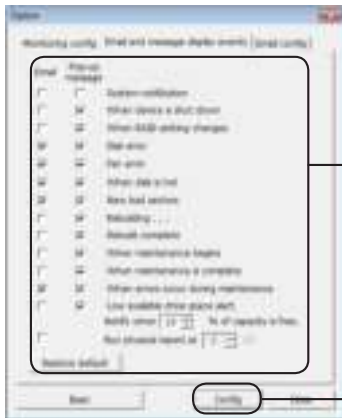 Option
Monitoring config Email and message display events Email config
Email Pop-up message
System notification
When device is shut down
When RAID setting changes
Disk error
Fan error
When disk is hot
New bad sectors
Rebuilding . . .
Rebuild complete
When maintenance begins
When maintenance is complete
When errors occur during maintenance
Low available drive space alert
Notify when 10 % of capacity is free.
Restore default
Config